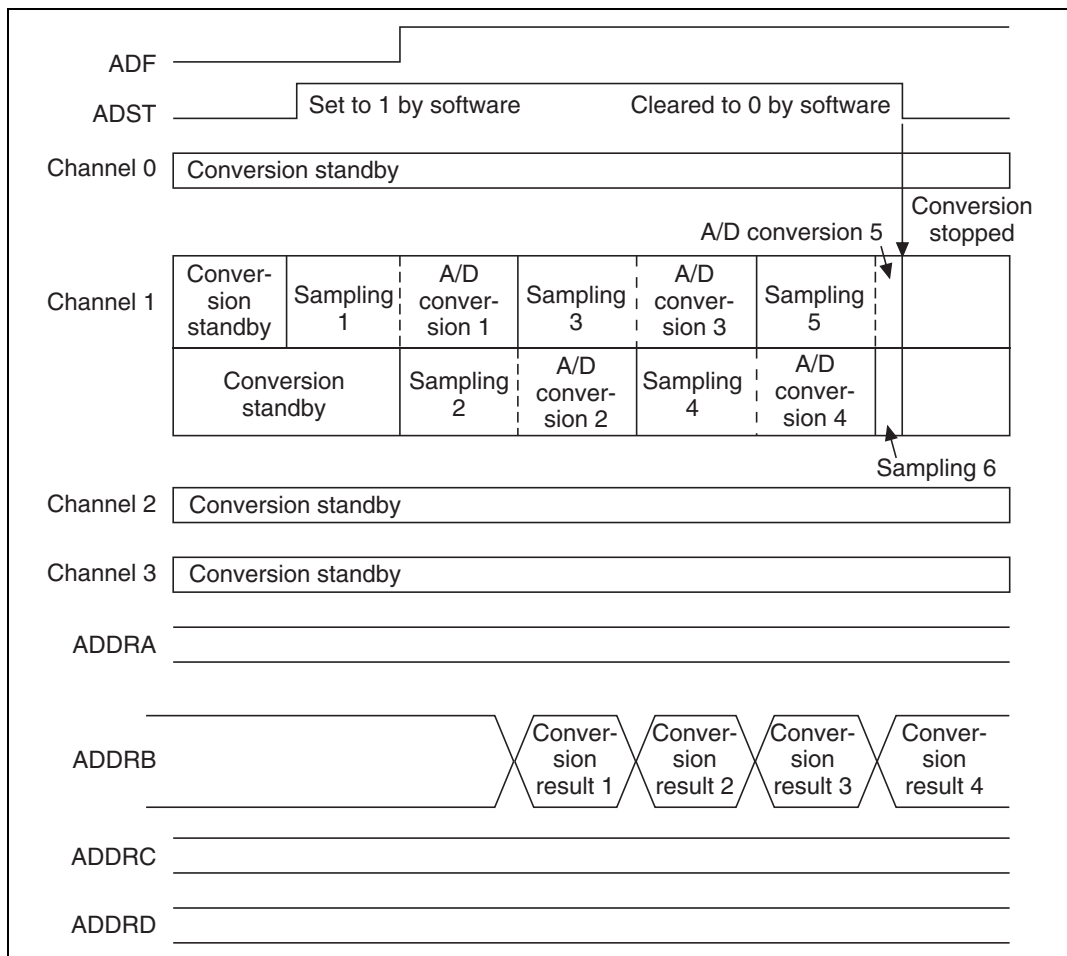 ADF
ADST
Set to 1 by software
Cleared to 0 by software
Channel 0
Conversion standby
Conversion
stopped
A/D conversion 5
Channel 1
Conver-
sion
standby
Sampling
1
A/D
conver-
sion 1
Sampling
3
A/D
conver-
sion 3
Sampling
5
Conversion
standby
Sampling
2
A/D
conver-
sion 2
Sampling
4
A/D
conver-
sion 4
Sampling 6
Channel 2
Conversion standby
Channel 3
Conversion standby
ADDRA
ADDRB
Conver-
sion
result 1
Conver-
sion
result 2
Conver-
sion
result 3
Conver-
sion
result 4
ADDRC
ADDRD